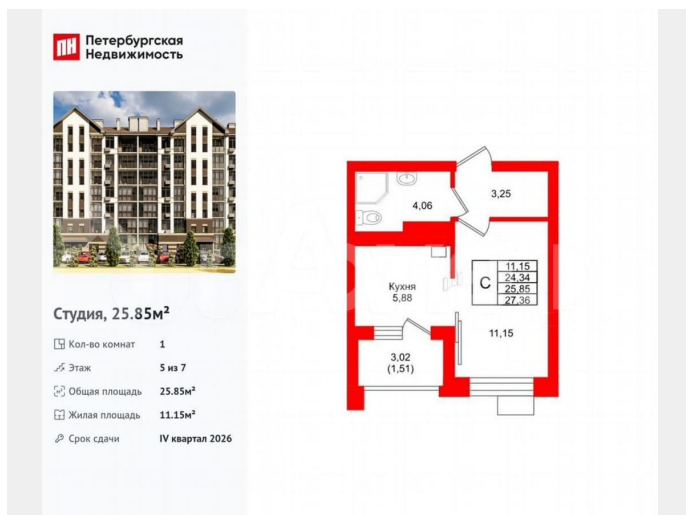 ПН
Петербургская
Недвижимость
Студия, 25.85м²
Кол-во комнат 1
Этаж 5 из 7
Общая площадь 25.85м²
Жилая площадь 11.15м²
Срок сдачи IV квартал 2026
4,06
3,25
Кухня
5,88
С
11,15
24,34
25,85
27,36
11,15
3,02
(1,51)